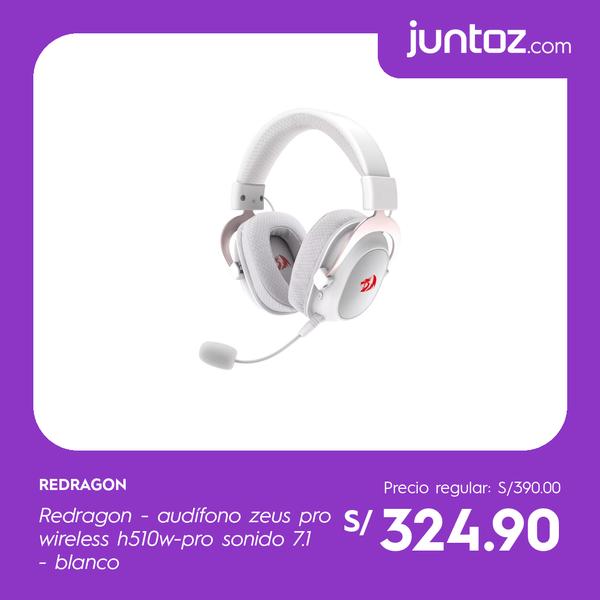 juntoz.com
REDRAGON
Precio regular: S/390.00
Redragon - audífono zeus pro
wireless h510w-pro sonido 7.1
- blanco
S/324.90